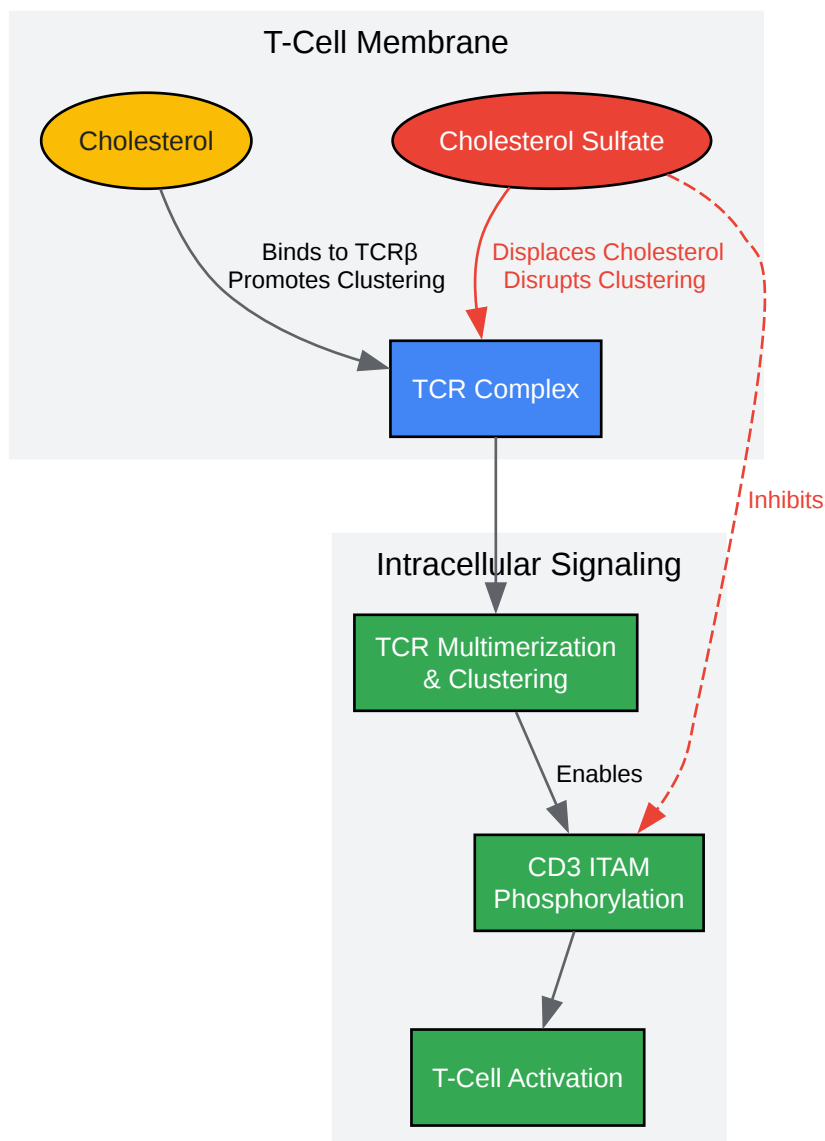 T-Cell Membrane
Cholesterol
Cholesterol Sulfate
Binds to TCRβ
Promotes Clustering
Displaces Cholesterol
Disrupts Clustering
TCR Complex
Inhibits
Intracellular Signaling
TCR Multimerization
& Clustering
Enables
CD3 ITAM
Phosphorylation
T-Cell Activation